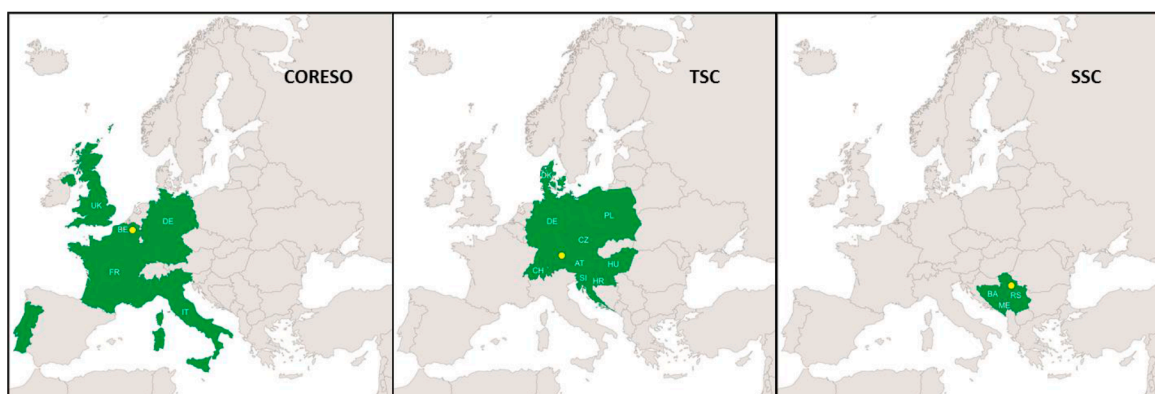 CORESO
UK
BE
DE
FR
IT
TSC
DK
DE
PL
CZ
CH
AT
HU
SI
HR
SSC
BA
RS
ME